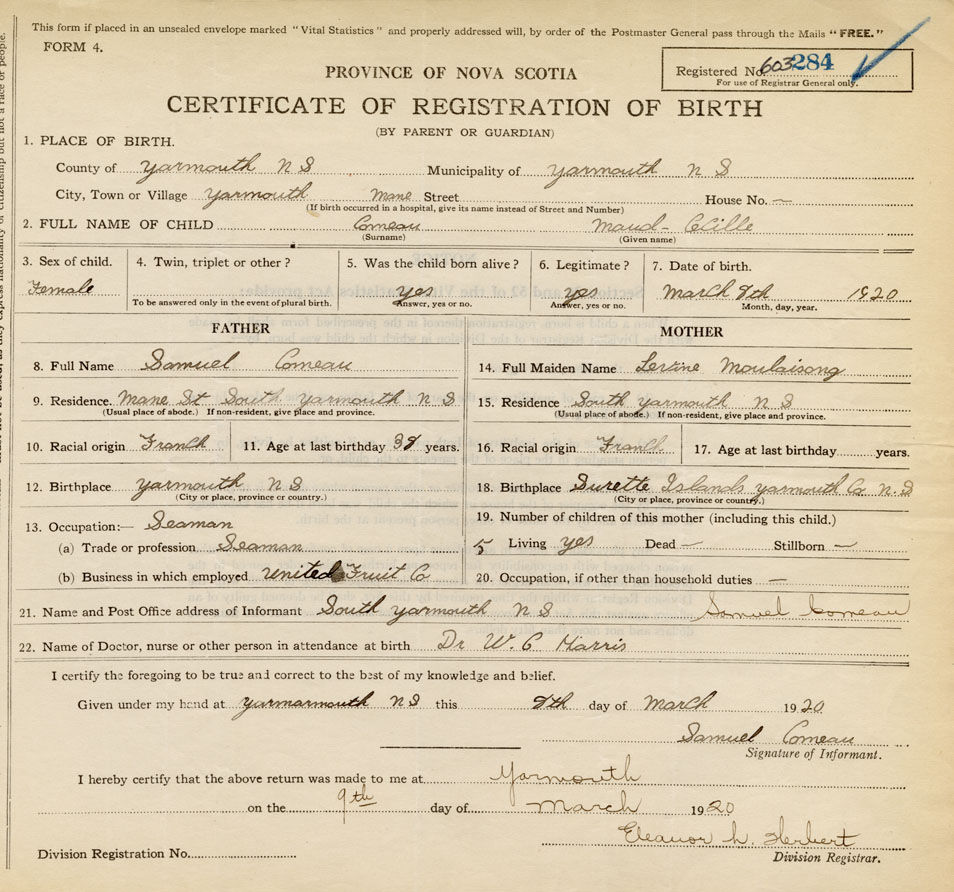 This form if placed in an unsealed envelope marked "Vital Statistics" and properly addressed will, by order of the Postmaster General pass through the Mails "FREE."
FORM 4.
Registered No. 603284
For use of Registrar General only.
PROVINCE OF NOVA SCOTIA
CERTIFICATE OF REGISTRATION OF BIRTH
(BY PARENT OR GUARDIAN)
1. PLACE OF BIRTH.
County of Yarmouth N S Municipality of Yarmouth N S
City, Town or Village Yarmouth Mane Street House No. —
(If birth occurred in a hospital, give its name instead of Street and Number)
2. FULL NAME OF CHILD Comeau Maud-
(Surname) (Given name)
3. Sex of child. 4. Twin, triplet or other? 5. Was the child born alive? 6. Legitimate? 7. Date of birth.
Female yes yes March 9th 1920
To be answered only in the event of plural birth. Answer, yes or no. Answer, yes or no. Month, day, year.
FATHER MOTHER
8. Full Name Samuel Comeau 14. Full Maiden Name Moulaisong
9. Residence. Mane St South Yarmouth N S 15. Residence South Yarmouth N S
(Usual place of abode.) If non-resident, give place and province. (Usual place of abode.) If non-resident, give place and province.
10. Racial origin Franch 11. Age at last birthday years. 16. Racial origin Franch 17. Age at last birthday years.
12. Birthplace Yarmouth N S 18. Birthplace Surette Islands Yarmouth Co N.S
(City or place, province or country.) (City or place, province or country.)
13. Occupation:— Seaman 19. Number of children of this mother (including this child.)
(a) Trade or profession Seaman 5 Living yes Dead — Stillborn —
(b) Business in which employed United Fruit Co 20. Occupation, if other than household duties —
21. Name and Post Office address of Informant South Yarmouth N S Samuel Comeau
22. Name of Doctor, nurse or other person in attendance at birth Dr W. C Harris
I certify the foregoing to be true and correct to the best of my knowledge and belief.
Given under my hand at Yarmarmouth N S this 9th day of March 1920
Samuel Comeau
Signature of Informant.
I hereby certify that the above return was made to me at Yarmouth
on the 9th day of March 1920
Eleanor L. Herbert
Division Registration No. Division Registrar.